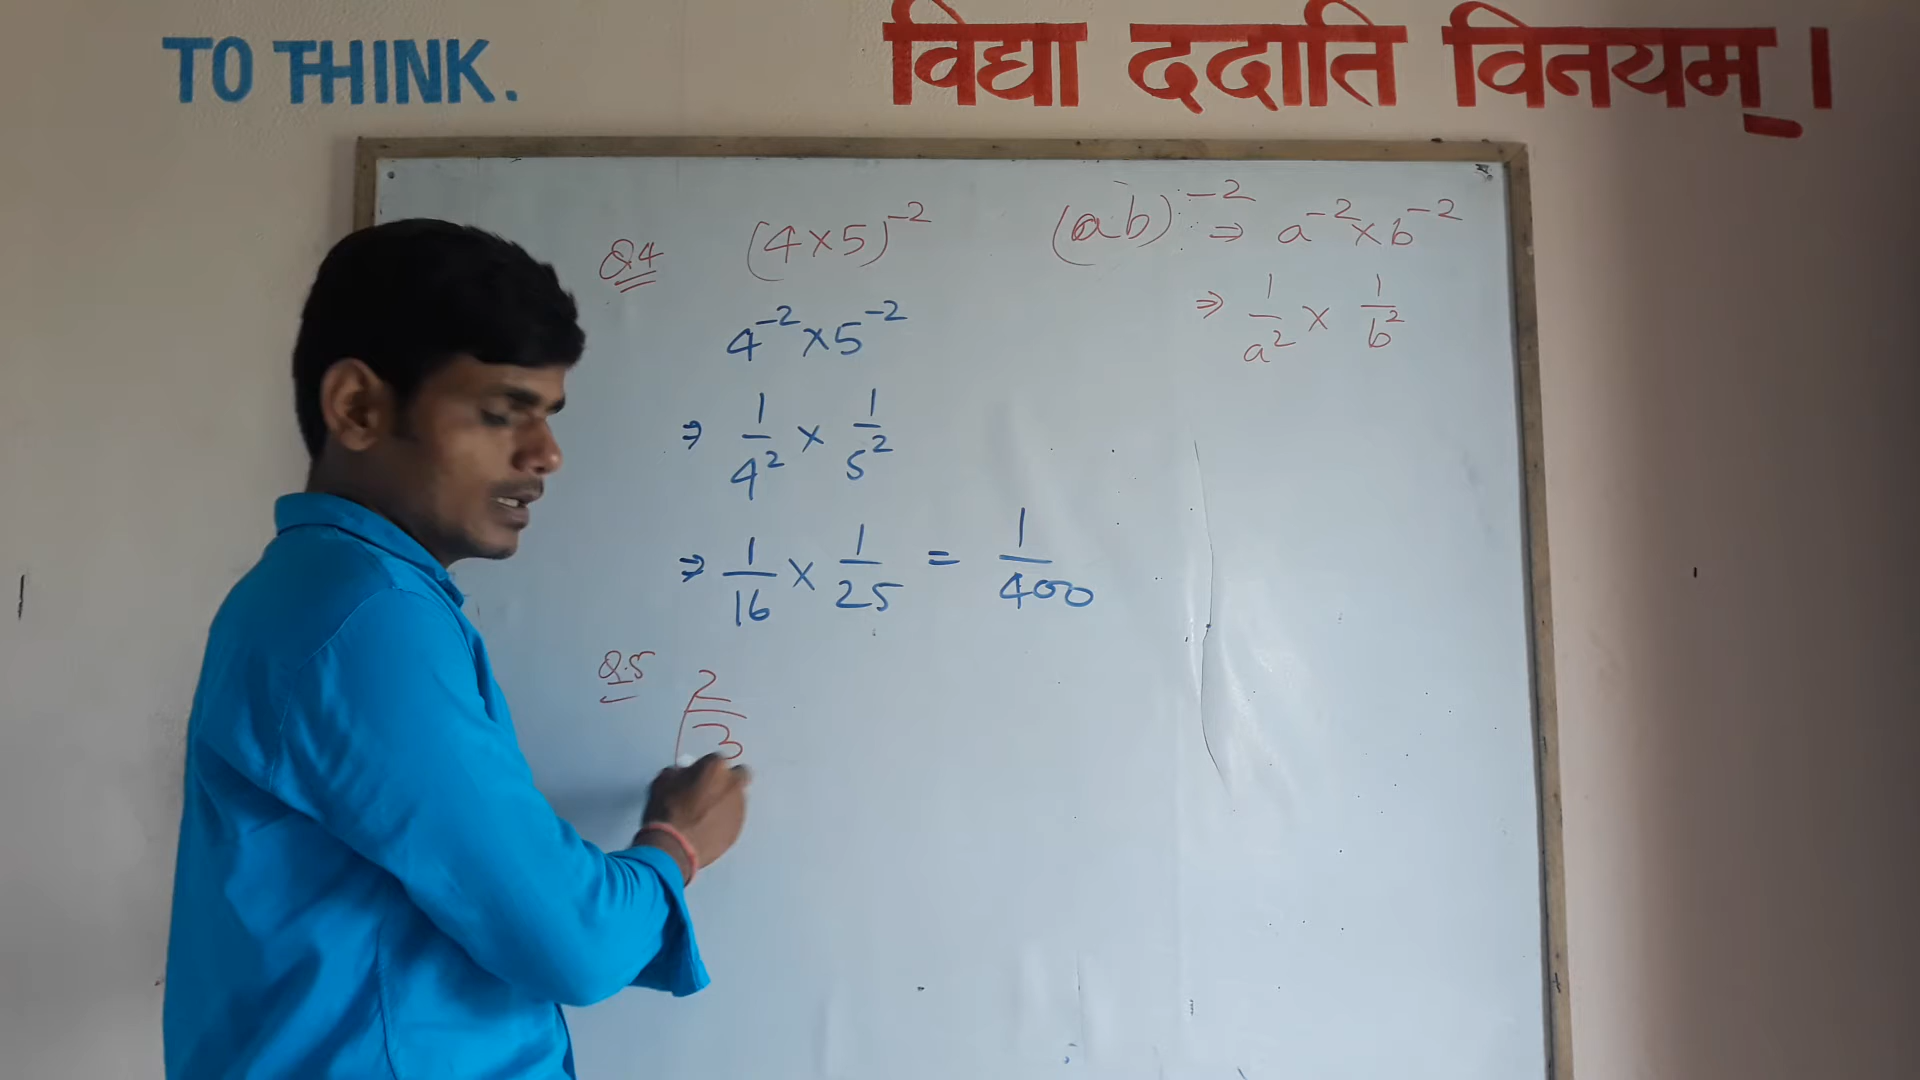 TO THINK.
विद्या ददाति विनयम् ।
Q.4 (4×5)⁻²
4⁻²×5⁻²
⇒ 1/4² × 1/5²
⇒ 1/16 × 1/25 = 1/400
(ab)⁻² ⇒ a⁻²×b⁻²
⇒ 1/a² × 1/b²
Q.5 (2/3